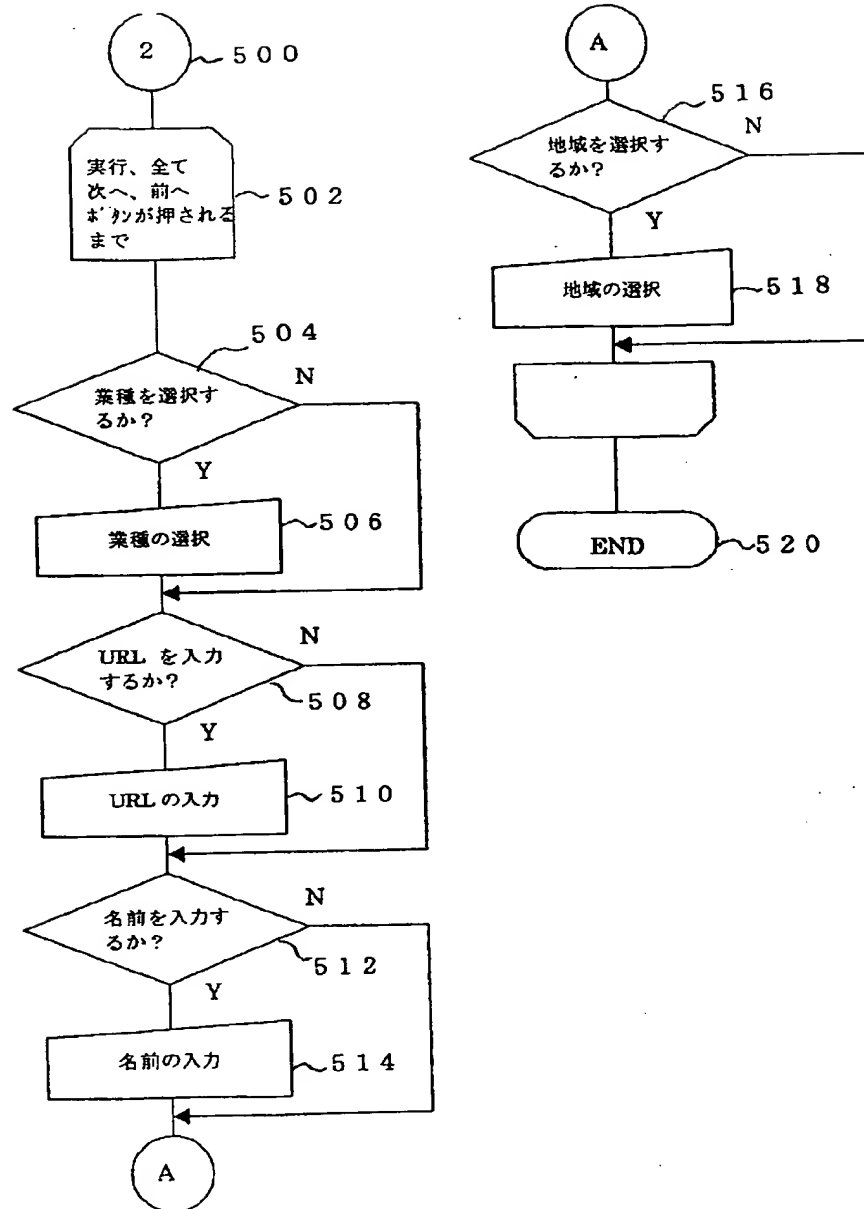 2
500
実行、全て
次へ、前へ
ボタンが押される
まで
502
504
業種を選択す
るか?
N
Y
業種の選択
506
URL を入力
するか?
N
508
Y
URL の入力
510
名前を入力す
るか?
N
512
Y
名前の入力
514
A
A
516
地域を選択す
るか?
N
Y
地域の選択
518
END
520